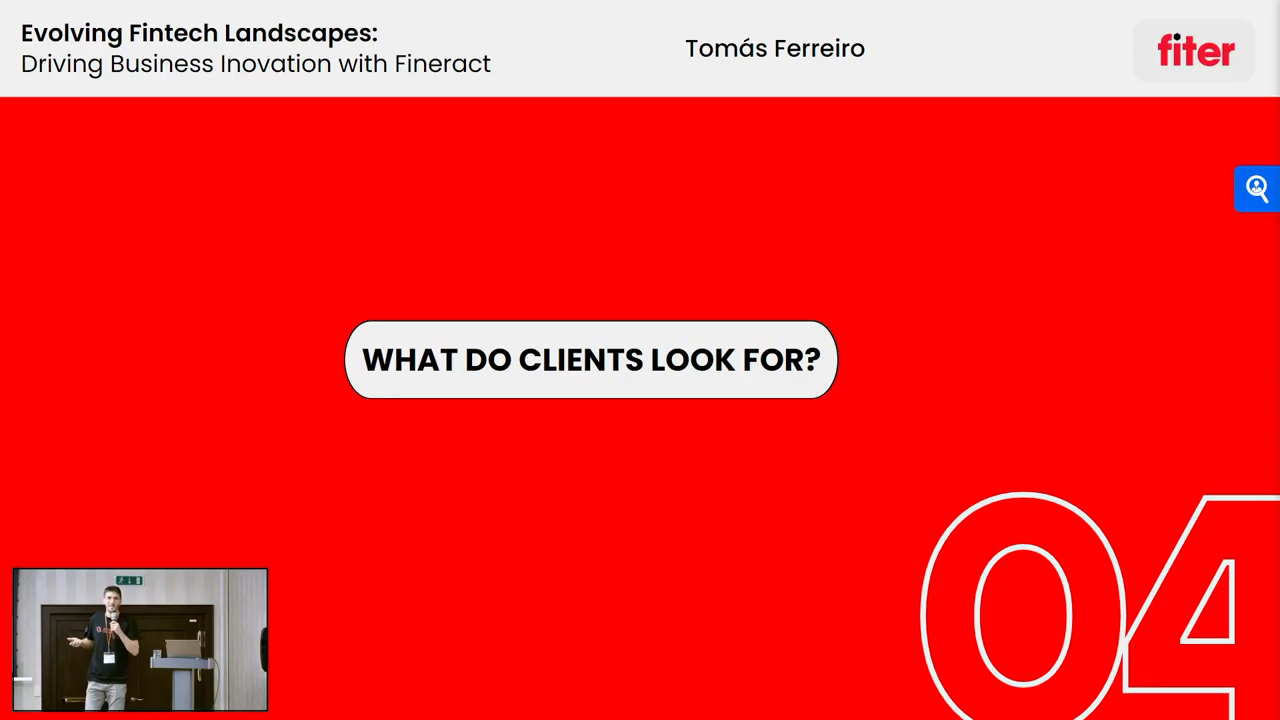 Evolving Fintech Landscapes:
Driving Business Inovation with Fineract
Tomás Ferreiro
fiter
WHAT DO CLIENTS LOOK FOR?
04